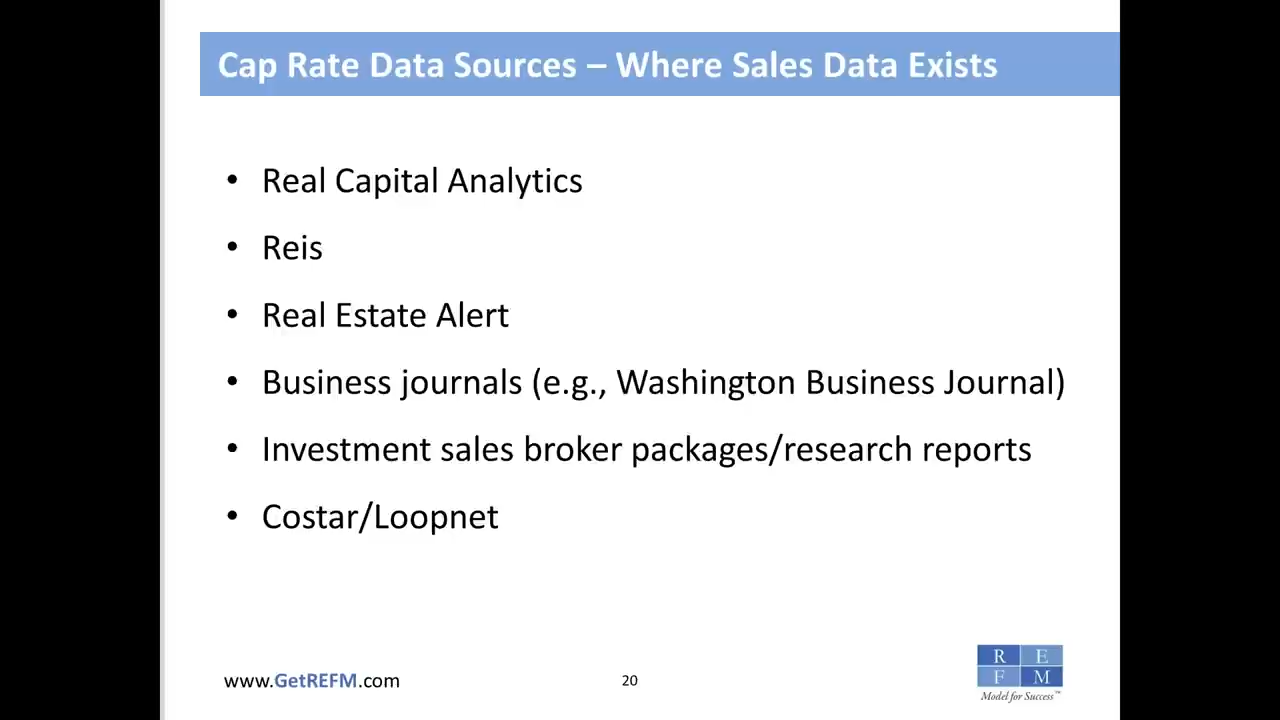 Cap Rate Data Sources – Where Sales Data Exists
• Real Capital Analytics
• Reis
• Real Estate Alert
• Business journals (e.g., Washington Business Journal)
• Investment sales broker packages/research reports
• Costar/Loopnet
www.GetREFM.com
20
R E
F M
Model for Success™